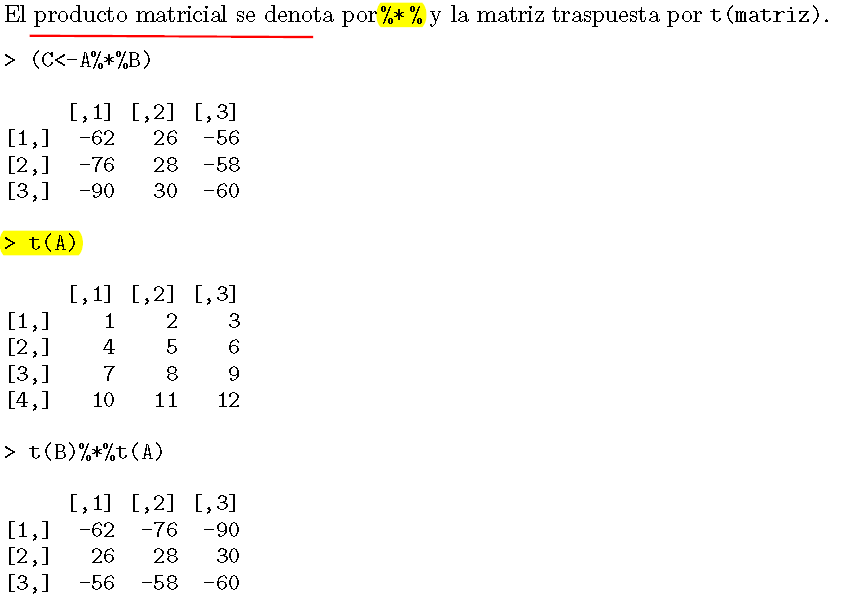 El producto matricial se denota por %*% y la matriz traspuesta por t(matriz).
> (C<-A%*%B)
[,1] [,2] [,3]
[1,] -62 26 -56
[2,] -76 28 -58
[3,] -90 30 -60
> t(A)
[,1] [,2] [,3]
[1,] 1 2 3
[2,] 4 5 6
[3,] 7 8 9
[4,] 10 11 12
> t(B)%*%t(A)
[,1] [,2] [,3]
[1,] -62 -76 -90
[2,] 26 28 30
[3,] -56 -58 -60